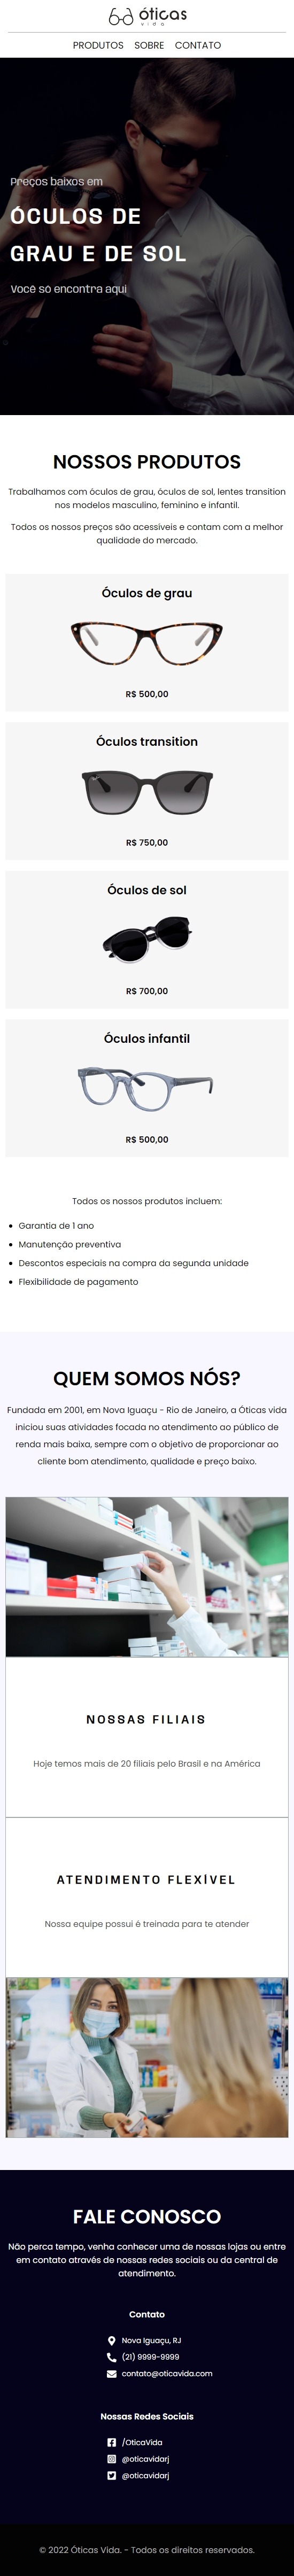 óticas
vida
PRODUTOS SOBRE CONTATO
Preços baixos em
ÓCULOS DE
GRAU E DE SOL
Você só encontra aqui
NOSSOS PRODUTOS
Trabalhamos com óculos de grau, óculos de sol, lentes transition
nos modelos masculino, feminino e infantil.
Todos os nossos preços são acessíveis e contam com a melhor
qualidade do mercado.
Óculos de grau
R$ 500,00
Óculos transition
R$ 750,00
Óculos de sol
R$ 700,00
Óculos infantil
R$ 500,00
Todos os nossos produtos incluem:
Garantia de 1 ano
Manutenção preventiva
Descontos especiais na compra da segunda unidade
Flexibilidade de pagamento
QUEM SOMOS NÓS?
Fundada em 2001, em Nova Iguaçu - Rio de Janeiro, a Óticas vida
iniciou suas atividades focada no atendimento ao público de
renda mais baixa, sempre com o objetivo de proporcionar ao
cliente bom atendimento, qualidade e preço baixo.
NOSSAS FILIAIS
Hoje temos mais de 20 filiais pelo Brasil e na América
ATENDIMENTO FLEXÍVEL
Nossa equipe possui é treinada para te atender
FALE CONOSCO
Não perca tempo, venha conhecer uma de nossas lojas ou entre
em contato através de nossas redes sociais ou da central de
atendimento.
Contato
Nova Iguaçu, RJ
(21) 9999-9999
contato@oticavida.com
Nossas Redes Sociais
/OticaVida
@oticavidarj
@oticavidarj
© 2022 Óticas Vida. - Todos os direitos reservados.